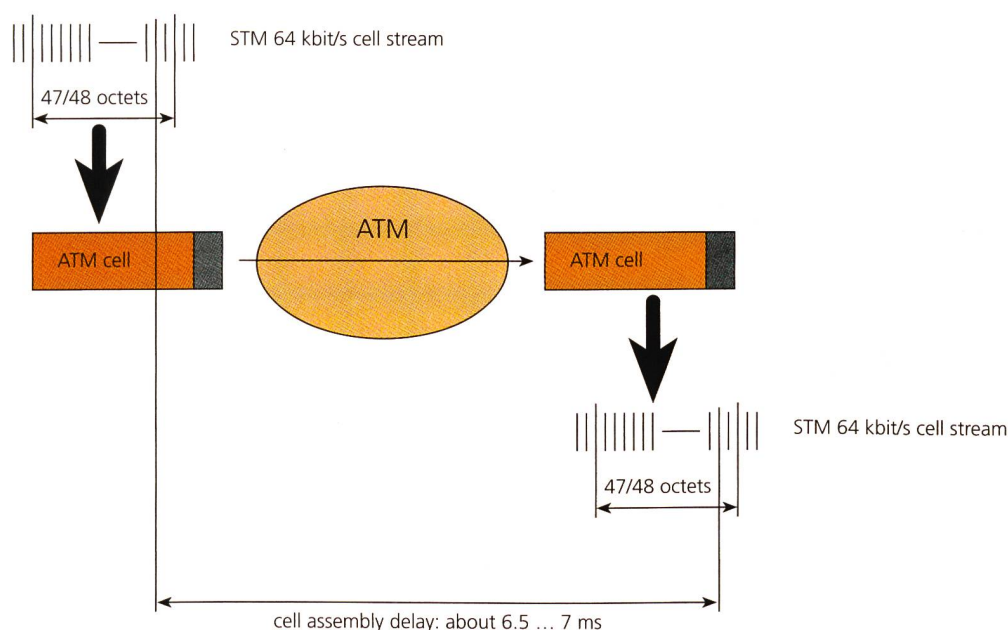 STM 64 kbit/s cell stream
47/48 octets
ATM
ATM cell
ATM cell
STM 64 kbit/s cell stream
47/48 octets
cell assembly delay: about 6.5 ... 7 ms